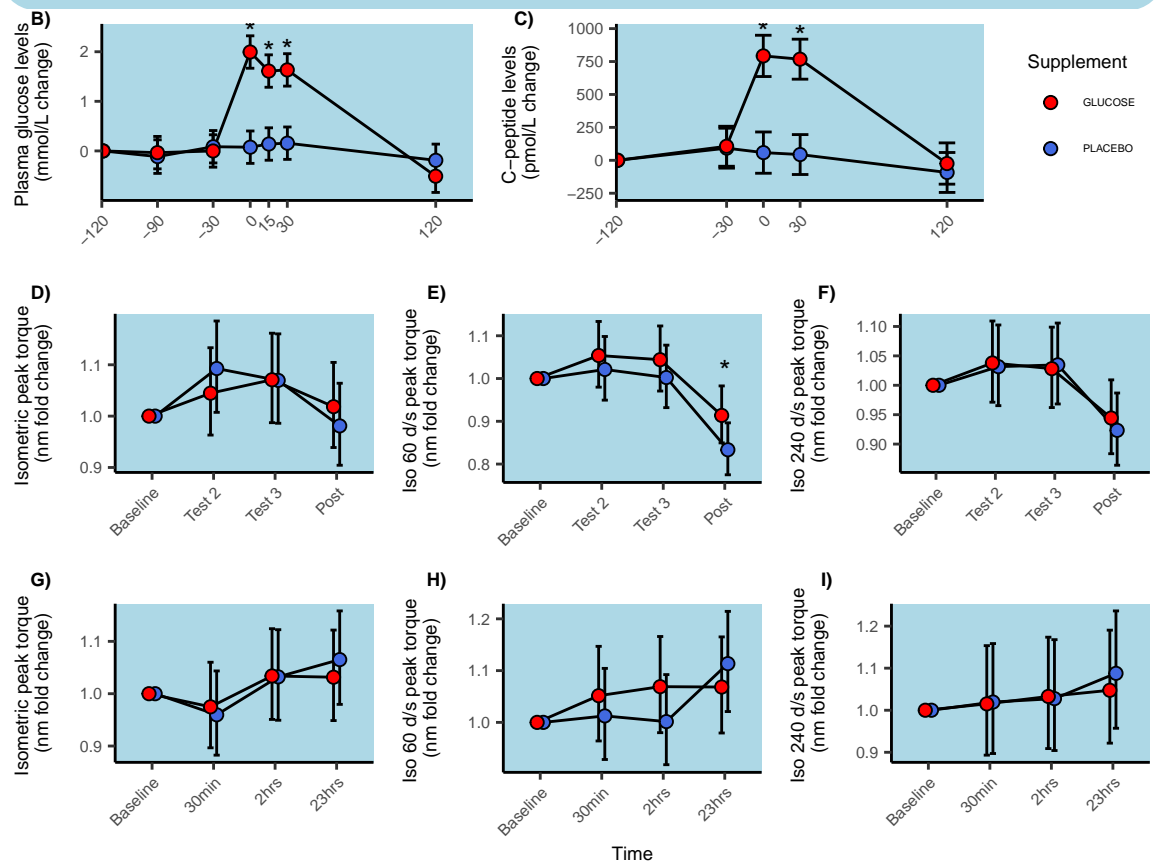 B)
Plasma glucose levels
(mmol/L change)
*
*
*
2
1
0
−120
−90
−30
0
15
30
120
C)
C−peptide levels
(pmol/L change)
*
*
1000
750
500
250
0
−250
−120
−30
0
30
120
Supplement
GLUCOSE
PLACEBO
D)
Isometric peak torque
(nm fold change)
1.1
1.0
0.9
Baseline
Test 2
Test 3
Post
E)
Iso 60 d/s peak torque
(nm fold change)
*
1.1
1.0
0.9
0.8
Baseline
Test 2
Test 3
Post
F)
Iso 240 d/s peak torque
(nm fold change)
1.10
1.05
1.00
0.95
0.90
Baseline
Test 2
Test 3
Post
G)
Isometric peak torque
(nm fold change)
1.1
1.0
0.9
Baseline
30min
2hrs
23hrs
H)
Iso 60 d/s peak torque
(nm fold change)
1.2
1.1
1.0
Baseline
30min
2hrs
23hrs
I)
Iso 240 d/s peak torque
(nm fold change)
1.2
1.1
1.0
0.9
Baseline
30min
2hrs
23hrs
Time